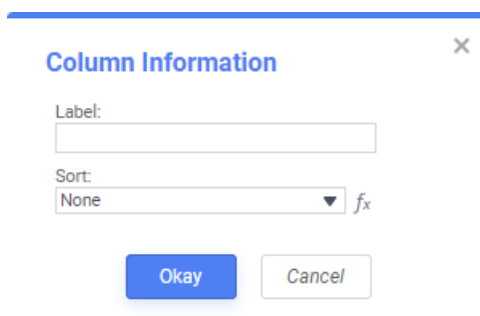 Column Information
Label:
Sort:
None
fx
Okay
Cancel